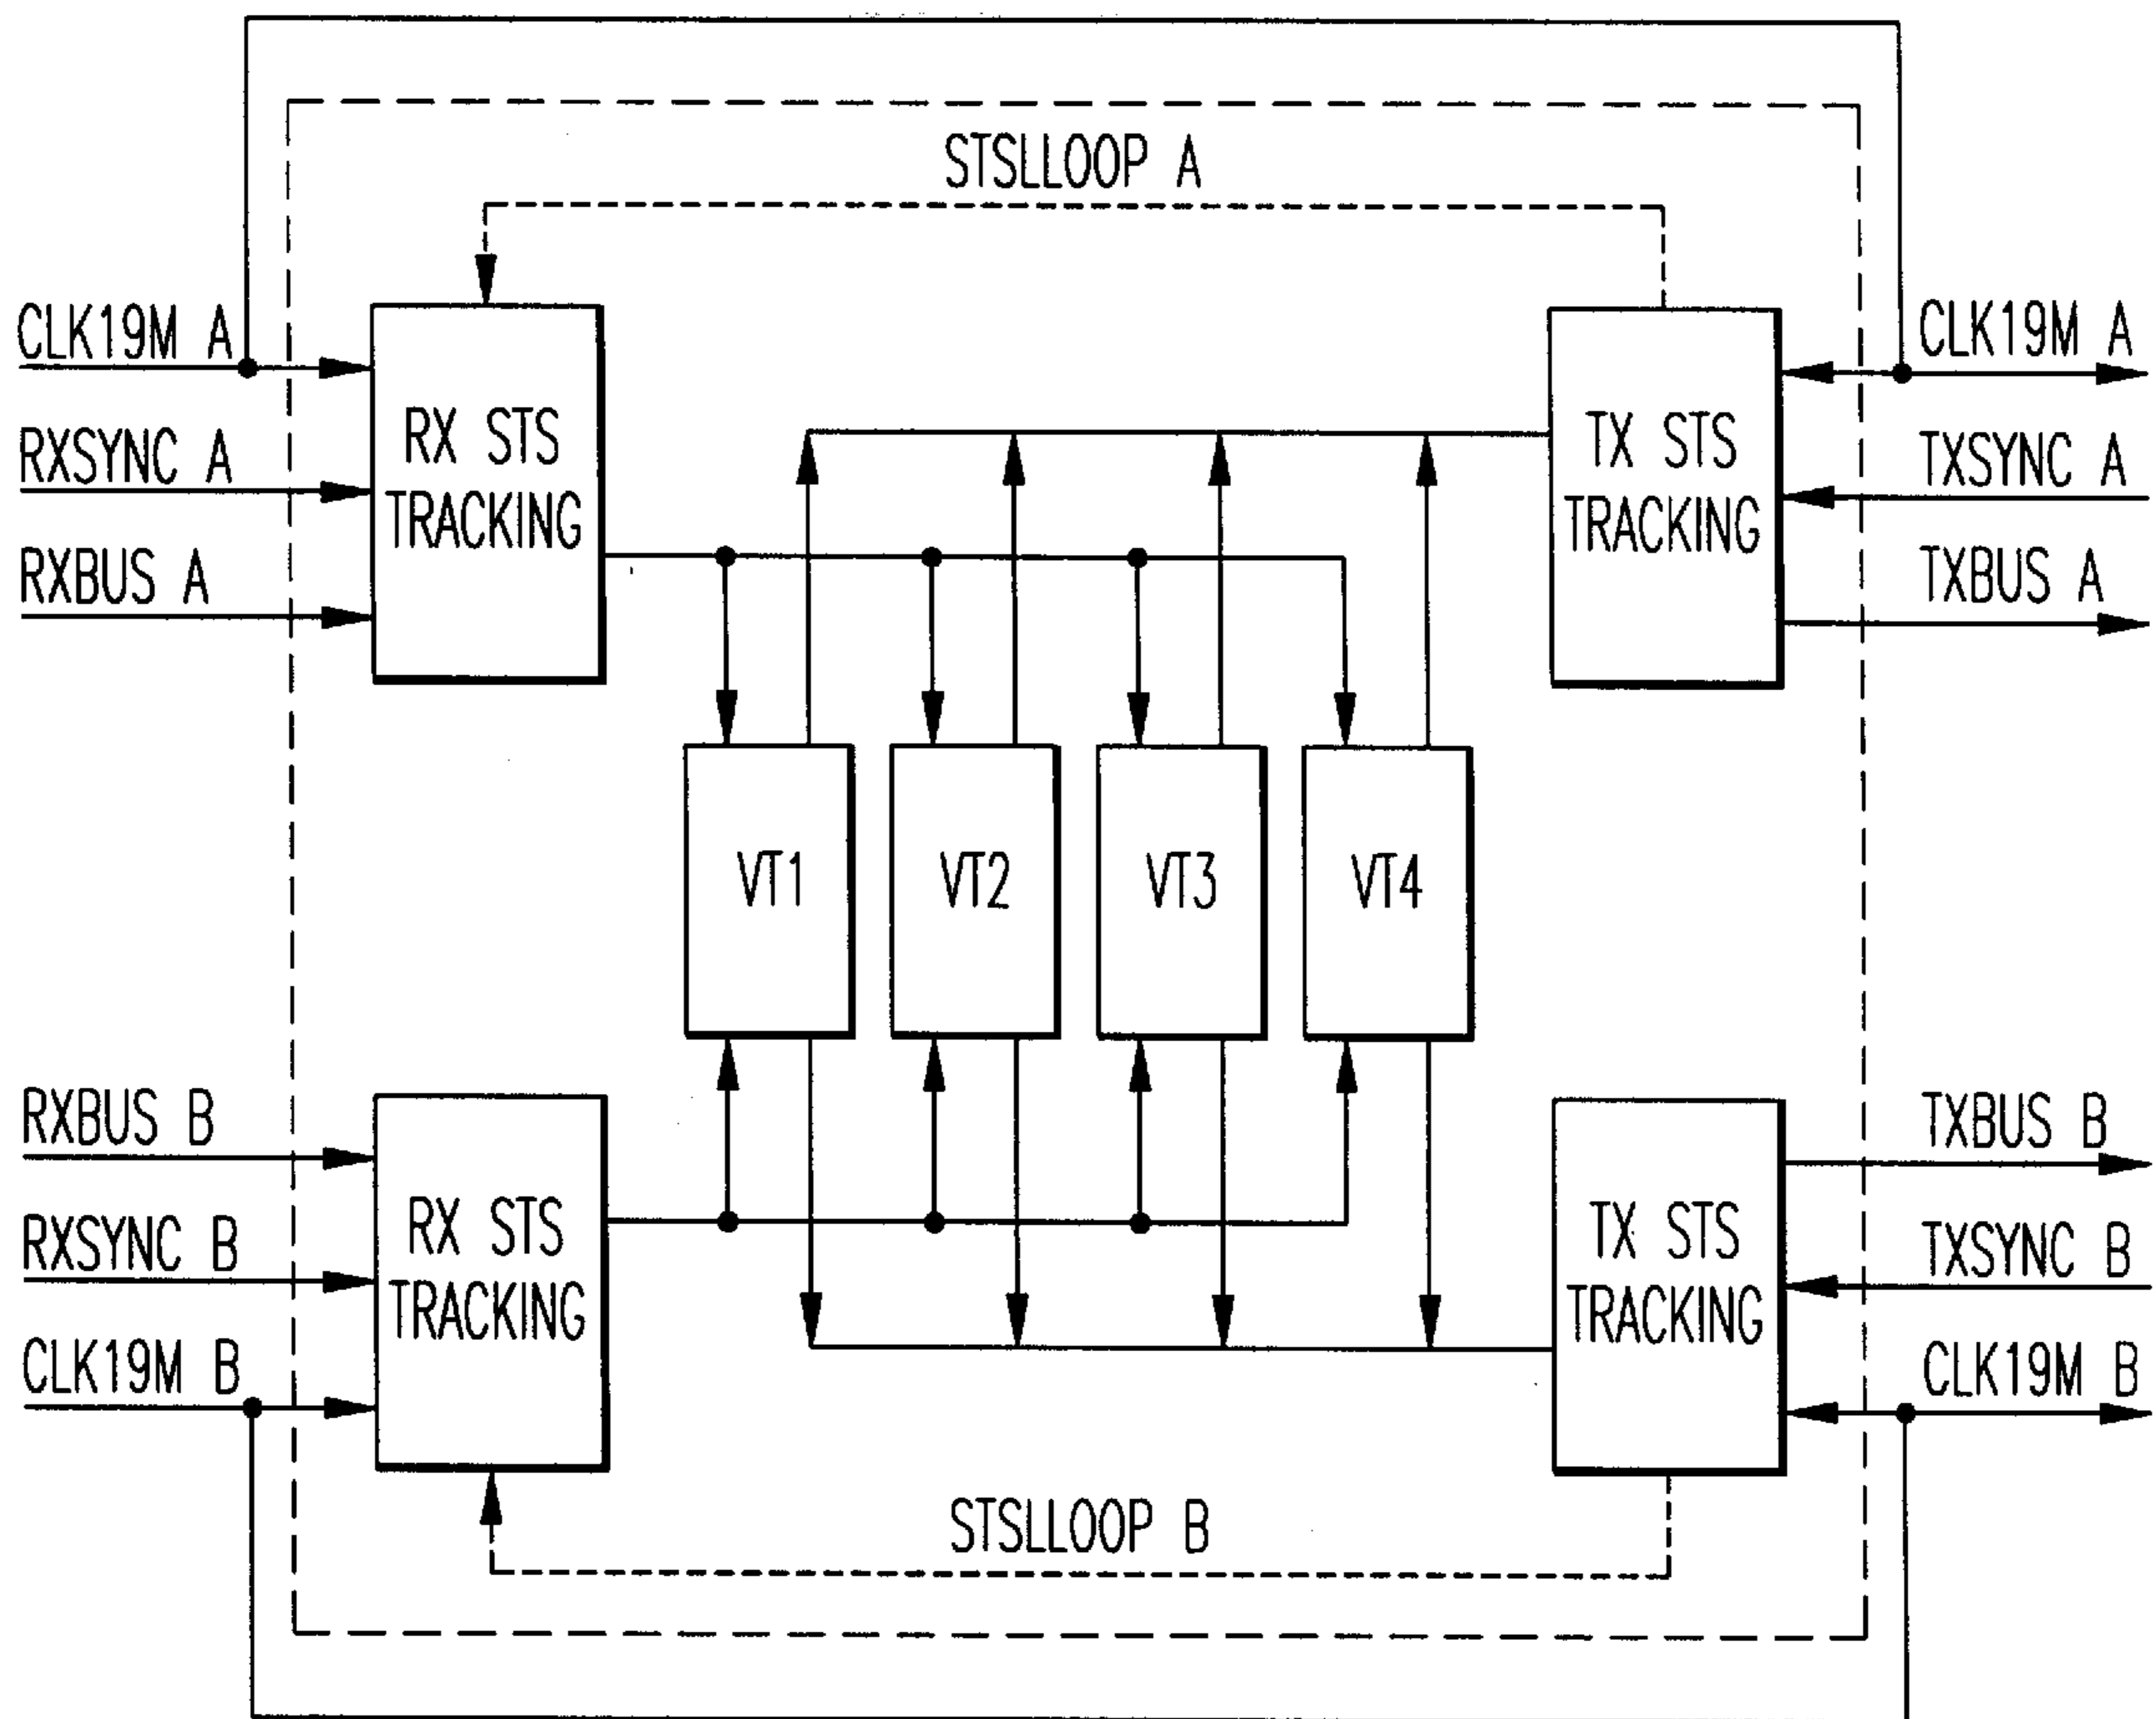 STSLLOOP A
CLK19M A
RXSYNC A
RXBUS A
RX STS
TRACKING
TX STS
TRACKING
CLK19M A
TXSYNC A
TXBUS A
VT1
VT2
VT3
VT4
RXBUS B
RXSYNC B
CLK19M B
RX STS
TRACKING
TX STS
TRACKING
TXBUS B
TXSYNC B
CLK19M B
STSLLOOP B